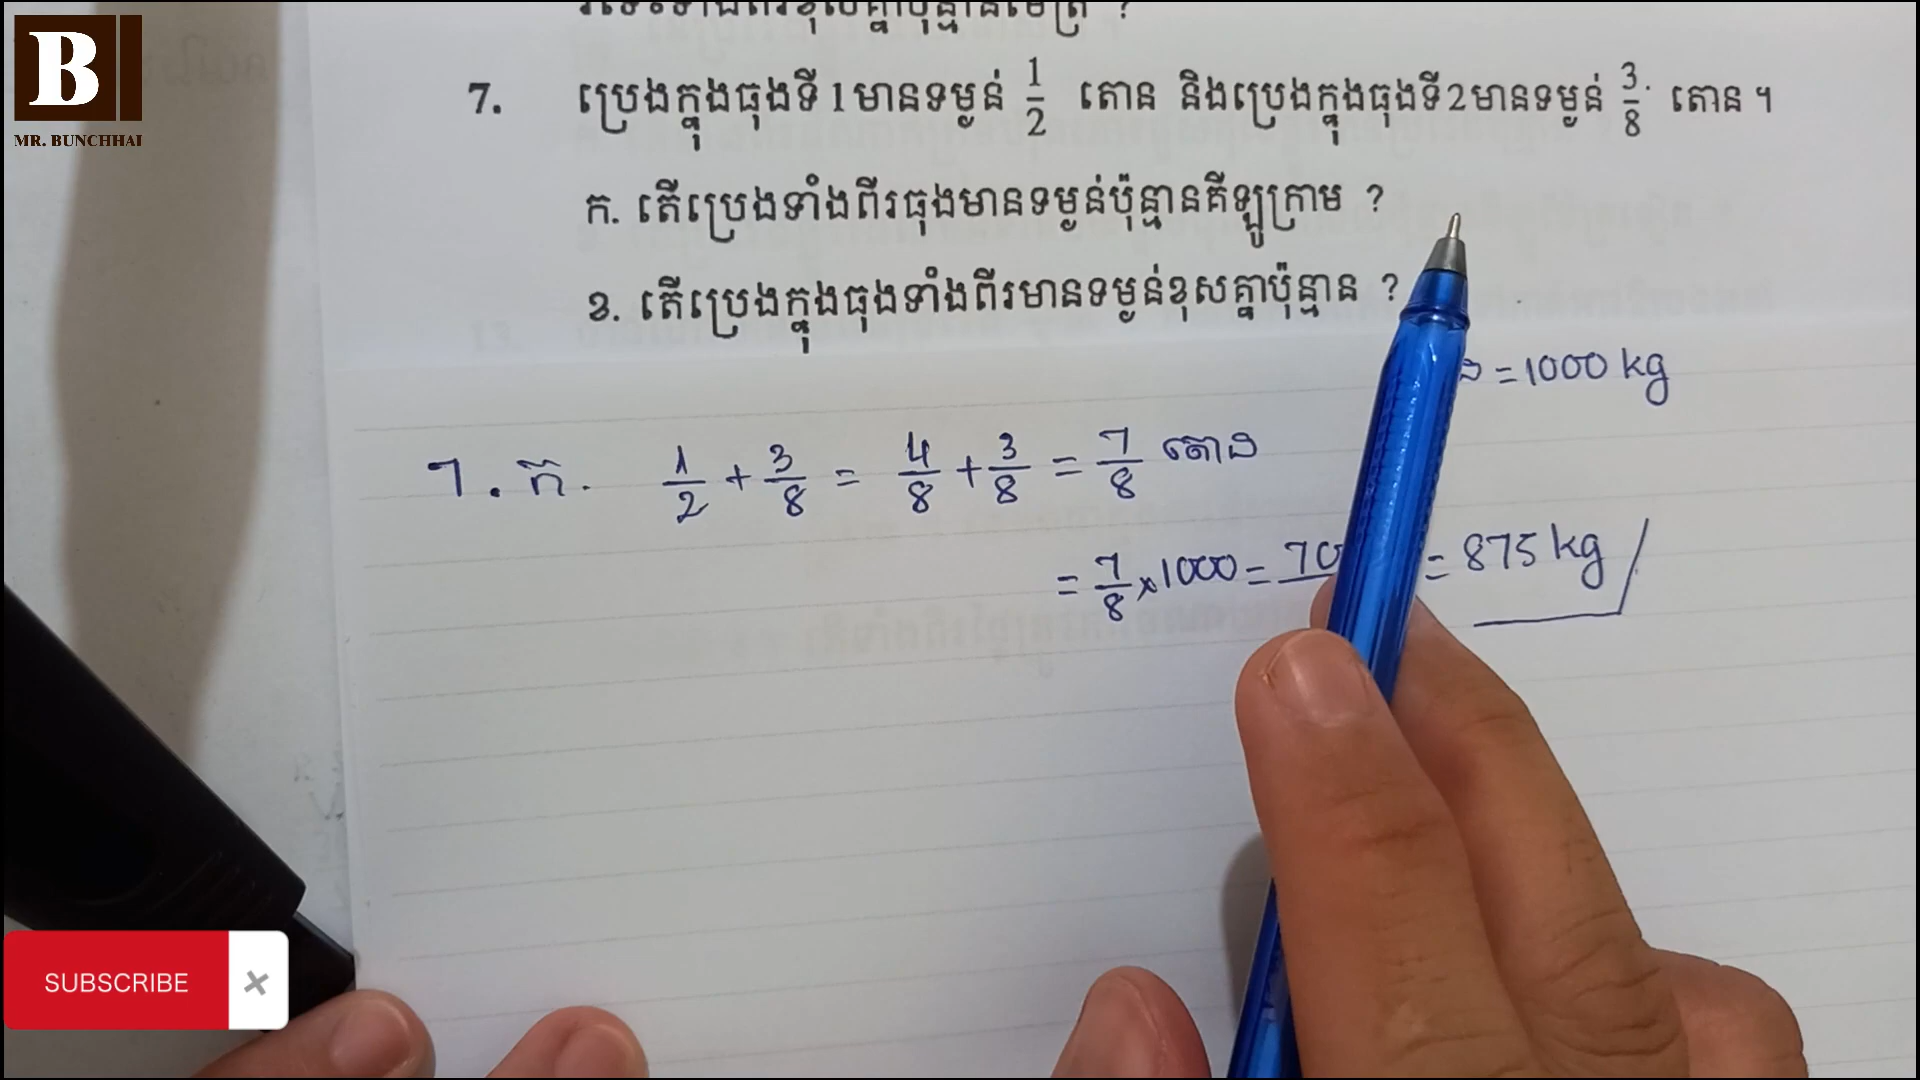 B
MR. BUNCHHAI
7. ប្រេងក្នុងធុងទី1មានទម្ងន់ 1/2 តោន និងប្រេងក្នុងធុងទី2មានទម្ងន់ 3/8 តោន ។
ក. តើប្រេងទាំងពីរធុងមានទម្ងន់ប៉ុន្មានគីឡូក្រាម ?
ខ. តើប្រេងក្នុងធុងទាំងពីរមានទម្ងន់ខុសគ្នាប៉ុន្មាន ?
= 1000 kg
7. ក. 1/2 + 3/8 = 4/8 + 3/8 = 7/8 តោន
= 7/8 × 1000 = = 875 kg
SUBSCRIBE